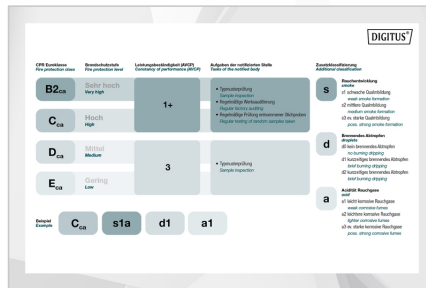 DIGITUS®
CPR Euroklasse
Fire protection class
Brandschutzstufe
Fire protection level
Leistungsbeständigkeit (AVCP)
Constancy of performance (AVCP)
Aufgaben der notifizierten Stelle
Tasks of the notified body
Zusatzklassifizierung
Additional classification
B2ca
Sehr hoch
Very high
Cca
Hoch
High
1+
• Typmusterprüfung
Sample inspection
• Regelmäßige Werksauditierung
Regular factory auditing
• Regelmäßige Prüfung entnommener Stichproben
Regular testing of random samples taken
Dca
Mittel
Medium
Eca
Gering
Low
3
• Typmusterprüfung
Sample inspection
s
Rauchentwicklung
smoke
s1 schwache Qualmbildung
weak smoke formation
s2 mittlere Qualmbildung
medium smoke formation
s3 ev. starke Qualmbildung
poss. strong smoke formation
d
Brennendes Abtropfen
droplets
d0 kein brennendes Abtropfen
no burning dripping
d1 kurzzeitiges brennendes Abtropfen
brief burning dripping
d2 kurzzeitiges brennendes Abtropfen
brief burning dripping
a
Acidität Rauchgase
acid
a1 leicht korrosiv Rauchgase
weak corrosive fumes
a2 leichtere korrosive Rauchgase
lighter corrosive fumes
a3 ev. starke korrosive Rauchgase
poss. strong corrosive fumes
Beispiel
Example
Cca
s1a
d1
a1